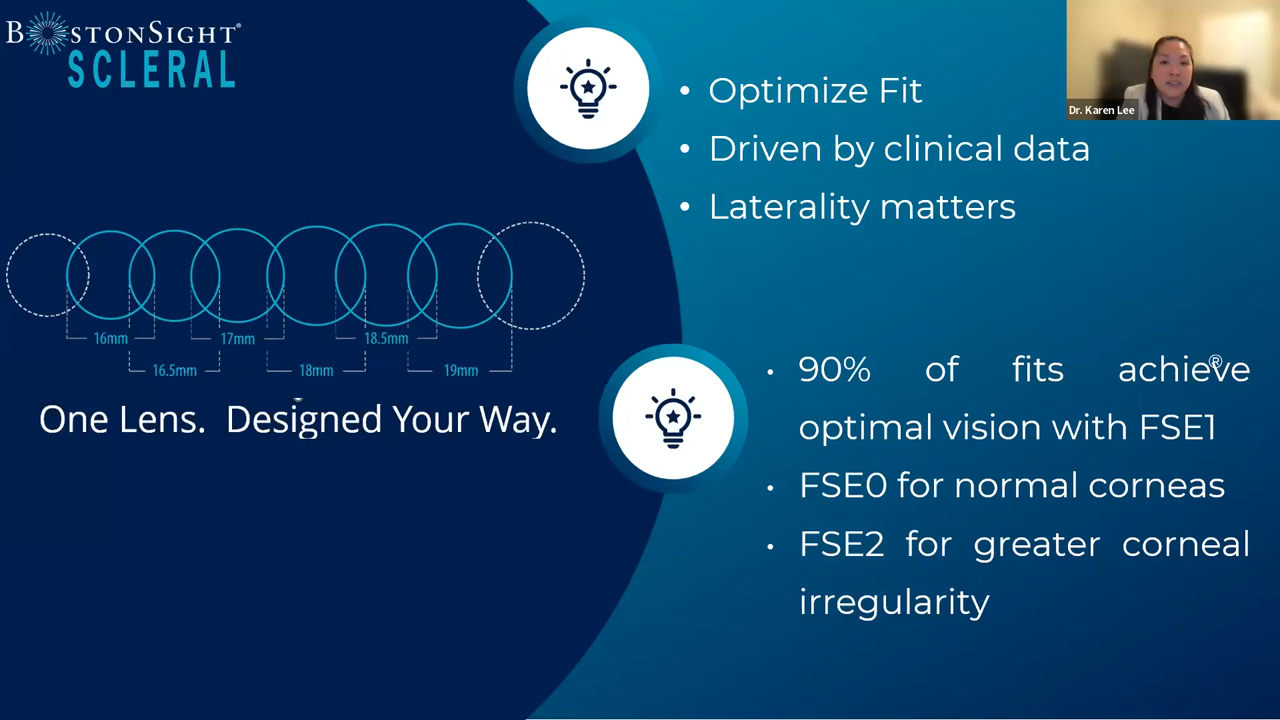 BOSTONSIGHT®
SCLERAL
16mm
16.5mm
17mm
18mm
18.5mm
19mm
One Lens. Designed Your Way.
• Optimize Fit
• Driven by clinical data
• Laterality matters
• 90% of fits achieve
optimal vision with FSE1
®
• FSE0 for normal corneas
• FSE2 for greater corneal
irregularity
Dr. Karen Lee